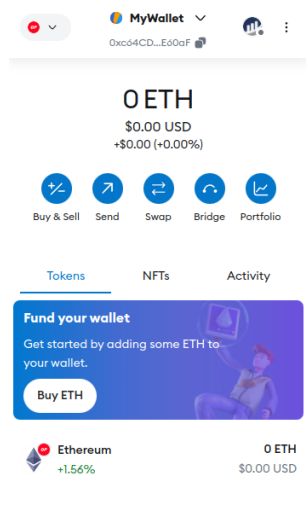 OP
MyWallet
0xc64CD...E60aF
0 ETH
$0.00 USD
+$0.00 (+0.00%)
Buy & Sell
Send
Swap
Bridge
Portfolio
Tokens
NFTs
Activity
Fund your wallet
Get started by adding some ETH to
your wallet.
Buy ETH
OP
Ethereum
0 ETH
+1.56%
$0.00 USD